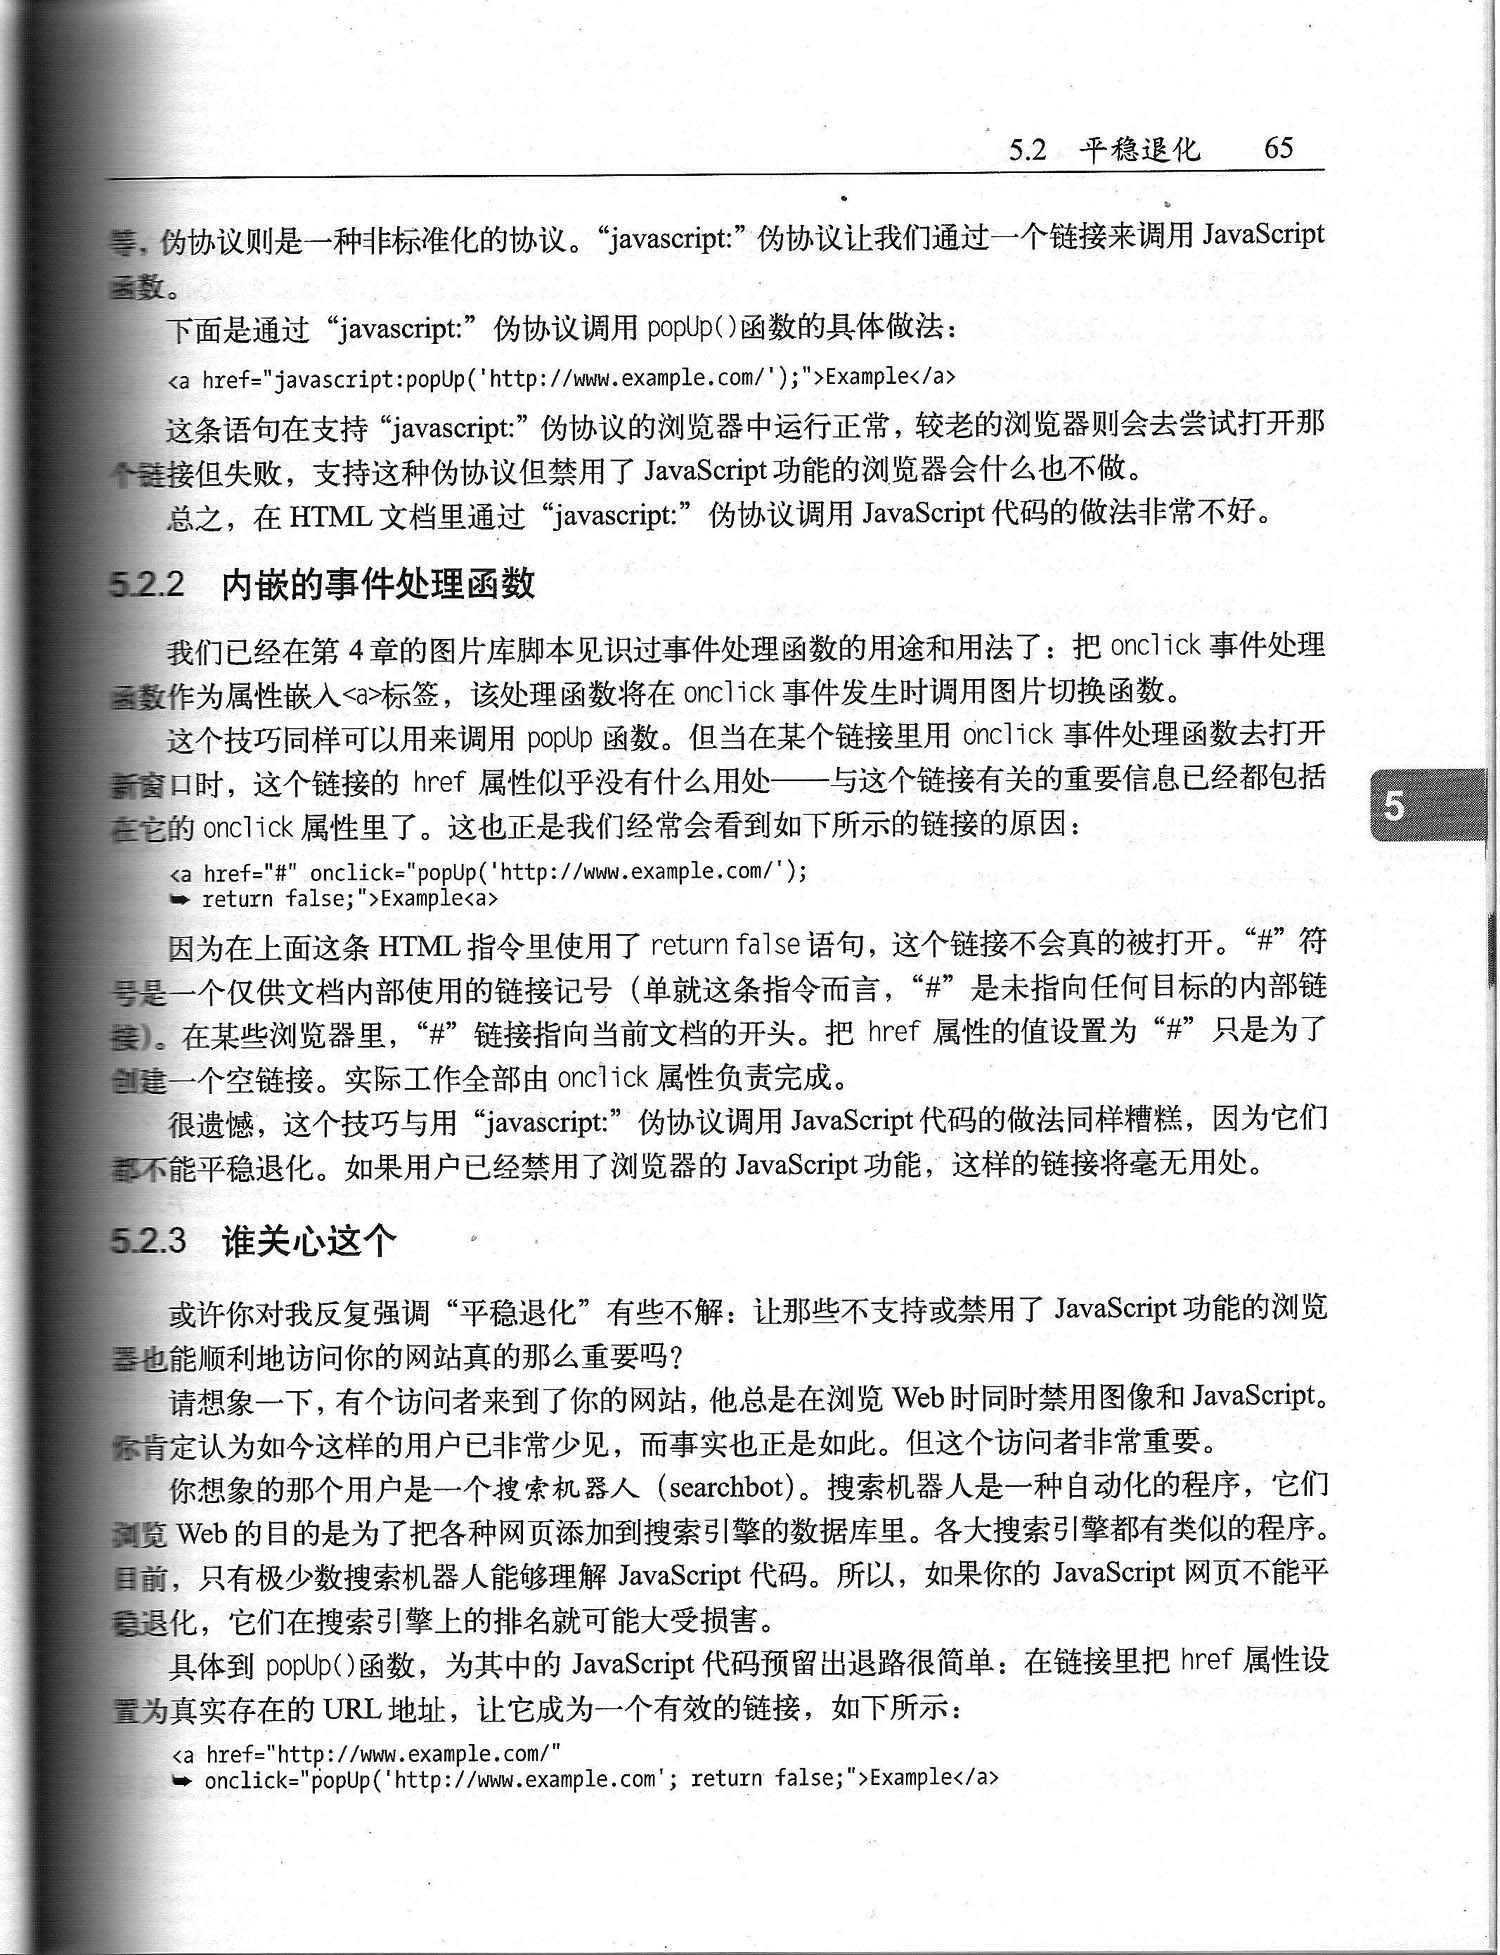 5.2 平稳退化 65
等，伪协议则是一种非标准化的协议。“javascript:”伪协议让我们通过一个链接来调用 JavaScript
函数。
下面是通过“javascript:”伪协议调用 popUp()函数的具体做法：
<a href="javascript:popUp('http://www.example.com/');">Example</a>
这条语句在支持“javascript:”伪协议的浏览器中运行正常，较老的浏览器则会去尝试打开那
个链接但失败，支持这种伪协议但禁用了 JavaScript 功能的浏览器会什么也不做。
总之，在 HTML 文档里通过“javascript:”伪协议调用 JavaScript 代码的做法非常不好。
5.2.2 内嵌的事件处理函数
我们已经在第 4 章的图片库脚本见识过事件处理函数的用途和用法了：把 onclick 事件处理
函数作为属性嵌入<a>标签，该处理函数将在 onclick 事件发生时调用图片切换函数。
这个技巧同样可以用来调用 popUp 函数。但当在某个链接里用 onclick 事件处理函数去打开
新窗口时，这个链接的 href 属性似乎没有什么用处——与这个链接有关的重要信息已经都包括
在它的 onclick 属性里了。这也正是我们经常会看到如下所示的链接的原因：
<a href="#" onclick="popUp('http://www.example.com/');
➥ return false;">Example<a>
因为在上面这条 HTML 指令里使用了 return false 语句，这个链接不会真的被打开。“#”符
号是一个仅供文档内部使用的链接记号（单就这条指令而言，“#”是未指向任何目标的内部链
接）。在某些浏览器里，“#”链接指向当前文档的开头。把 href 属性的值设置为“#”只是为了
创建一个空链接。实际工作全部由 onclick 属性负责完成。
很遗憾，这个技巧与用“javascript:”伪协议调用 JavaScript 代码的做法同样糟糕，因为它们
都不能平稳退化。如果用户已经禁用了浏览器的 JavaScript 功能，这样的链接将毫无用处。
5
5.2.3 谁关心这个
或许你对我反复强调“平稳退化”有些不解：让那些不支持或禁用了 JavaScript 功能的浏览
器也能顺利地访问你的网站真的那么重要吗？
请想象一下，有个访问者来到了你的网站，他总是在浏览 Web 时同时禁用图像和 JavaScript。
你肯定认为如今这样的用户已非常少见，而事实也正是如此。但这个访问者非常重要。
你想象的那个用户是一个搜索机器人（searchbot）。搜索机器人是一种自动化的程序，它们
浏览 Web 的目的是为了把各种网页添加到搜索引擎的数据库里。各大搜索引擎都有类似的程序。
目前，只有极少数搜索机器人能够理解 JavaScript 代码。所以，如果你的 JavaScript 网页不能平
稳退化，它们在搜索引擎上的排名就可能大受损害。
具体到 popUp()函数，为其中的 JavaScript 代码预留出退路很简单：在链接里把 href 属性设
置为真实存在的 URL 地址，让它成为一个有效的链接，如下所示：
<a href="http://www.example.com/"
➥ onclick="popUp('http://www.example.com'; return false;">Example</a>